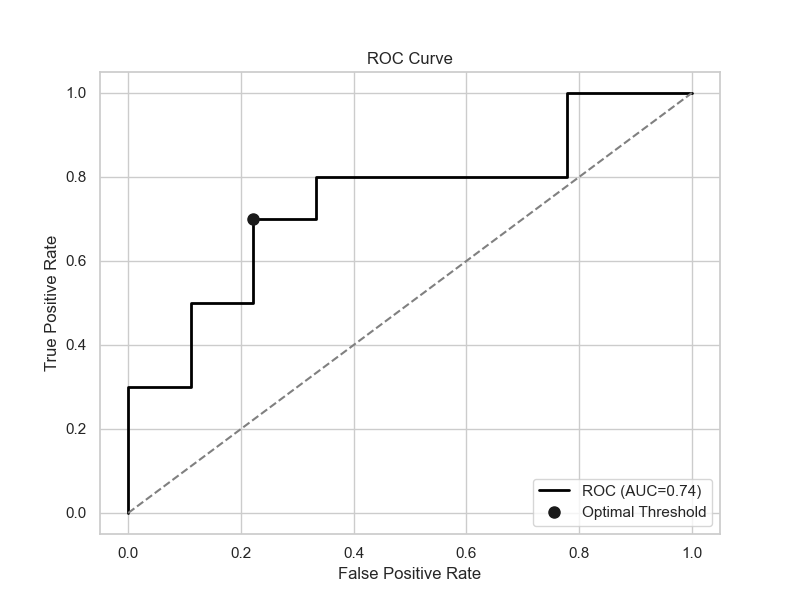 ROC Curve
1.0
0.8
0.6
0.4
0.2
0.0
True Positive Rate
0.0 0.2 0.4 0.6 0.8 1.0
False Positive Rate
ROC (AUC=0.74)
Optimal Threshold